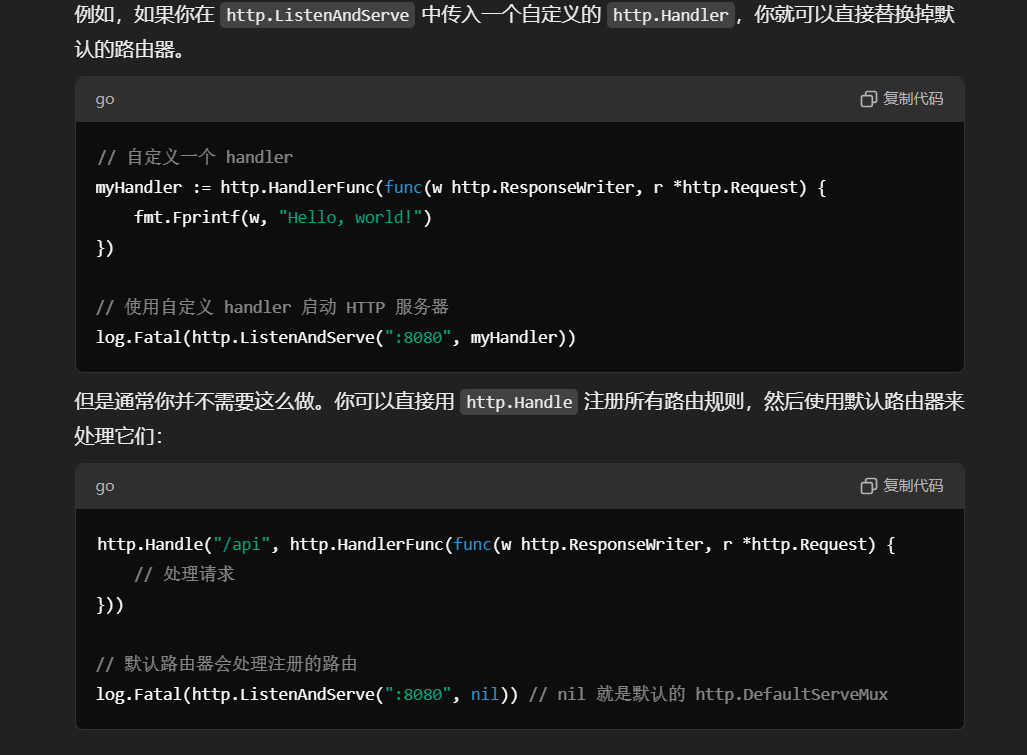 例如，如果你在 http.ListenAndServe 中传入一个自定义的 http.Handler，你就可以直接替换掉默
认的路由器。
go
复制代码
// 自定义一个 handler
myHandler := http.HandlerFunc(func(w http.ResponseWriter, r *http.Request) {
    fmt.Fprintf(w, "Hello, world!")
})
// 使用自定义 handler 启动 HTTP 服务器
log.Fatal(http.ListenAndServe(":8080", myHandler))
但是通常你并不需要这么做。你可以直接用 http.Handle 注册所有路由规则，然后使用默认路由器来
处理它们：
go
复制代码
http.Handle("/api", http.HandlerFunc(func(w http.ResponseWriter, r *http.Request) {
    // 处理请求
}))
// 默认路由器会处理注册的路由
log.Fatal(http.ListenAndServe(":8080", nil)) // nil 就是默认的 http.DefaultServeMux